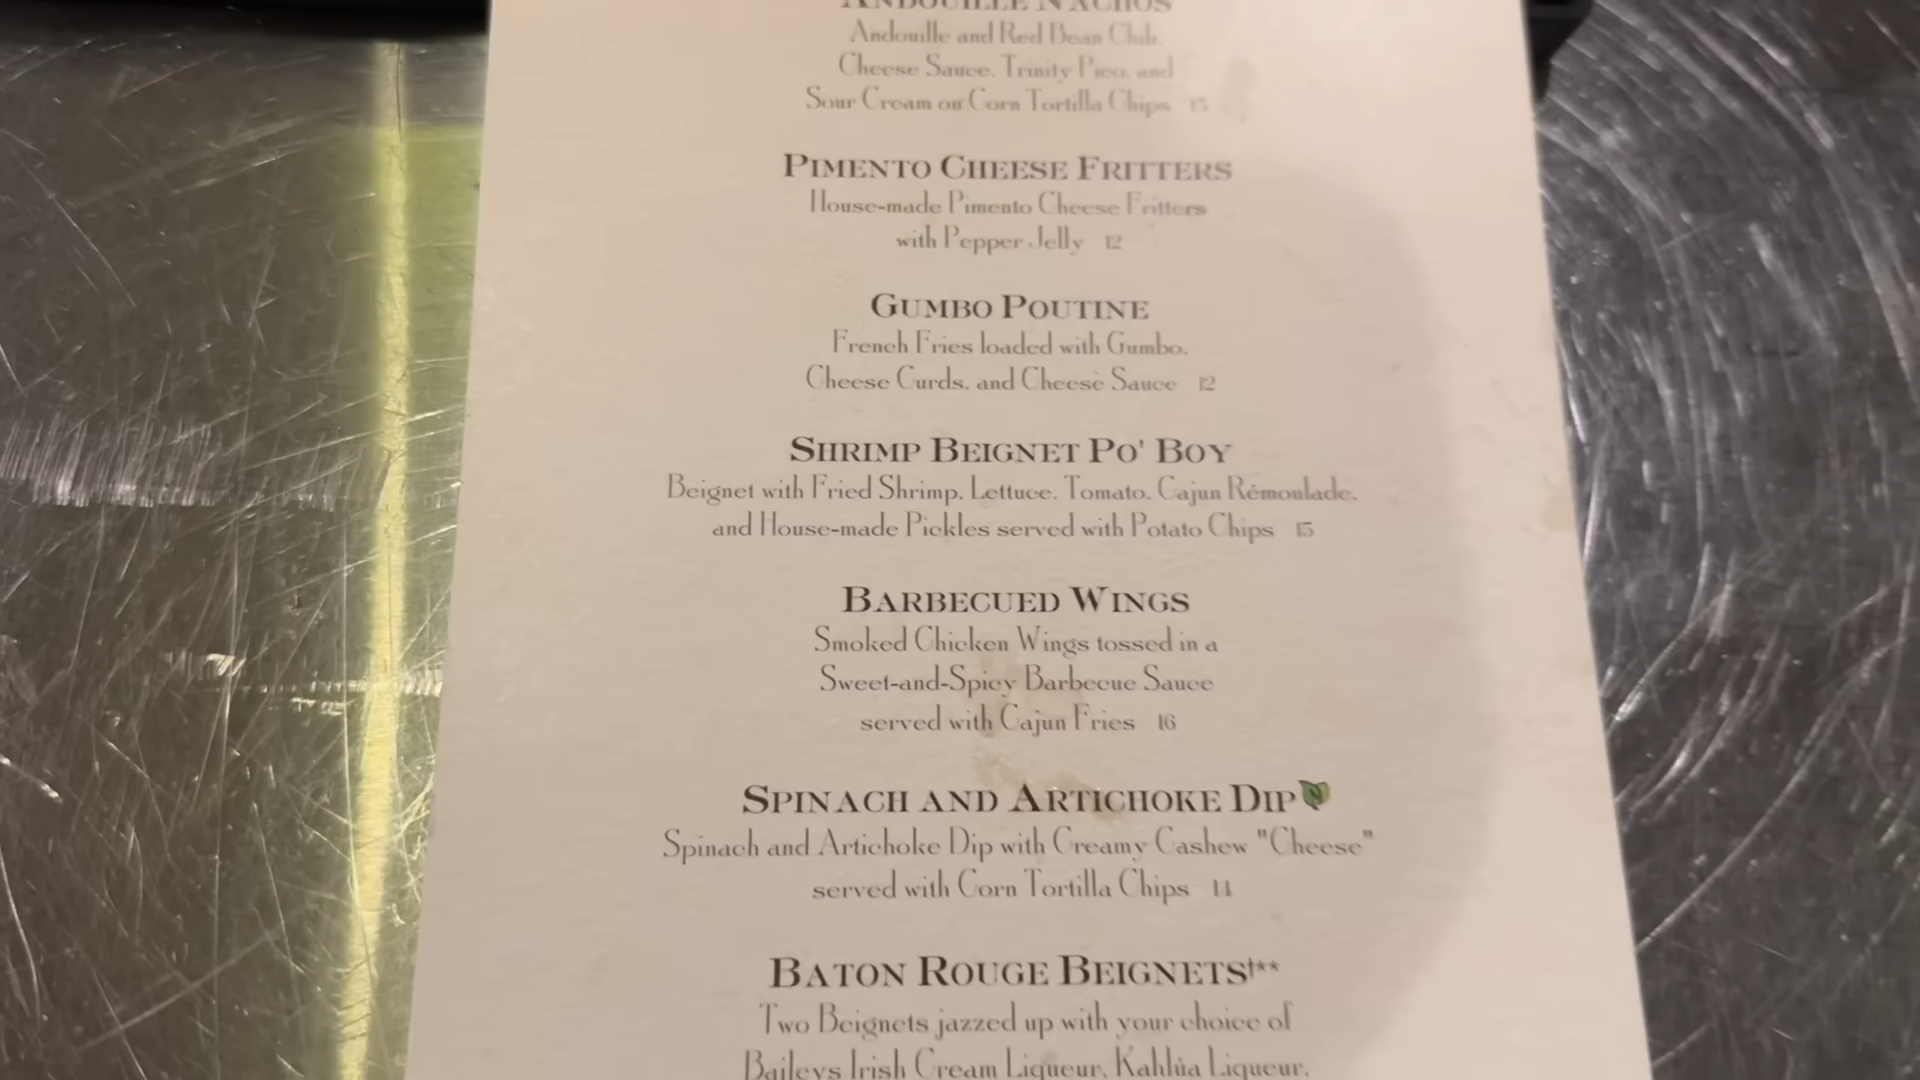 ANDOUILLE NACHOS
Andouille and Red Bean Chili,
Cheese Sauce, Trinity Pico, and
Sour Cream on Corn Tortilla Chips
PIMENTO CHEESE FRITTERS
House-made Pimento Cheese Fritters
with Pepper Jelly 12
GUMBO POUTINE
French Fries loaded with Gumbo,
Cheese Curds, and Cheese Sauce 12
SHRIMP BEIGNET PO' BOY
Beignet with Fried Shrimp, Lettuce, Tomato, Cajun Rémoulade,
and House-made Pickles served with Potato Chips 15
BARBECUED WINGS
Smoked Chicken Wings tossed in a
Sweet-and-Spicy Barbecue Sauce
served with Cajun Fries 16
SPINACH AND ARTICHOKE DIP
Spinach and Artichoke Dip with Creamy Cashew "Cheese"
served with Corn Tortilla Chips 14
BATON ROUGE BEIGNETS†**
Two Beignets jazzed up with your choice of
Baileys Irish Cream Liqueur, Kahlúa Liqueur,